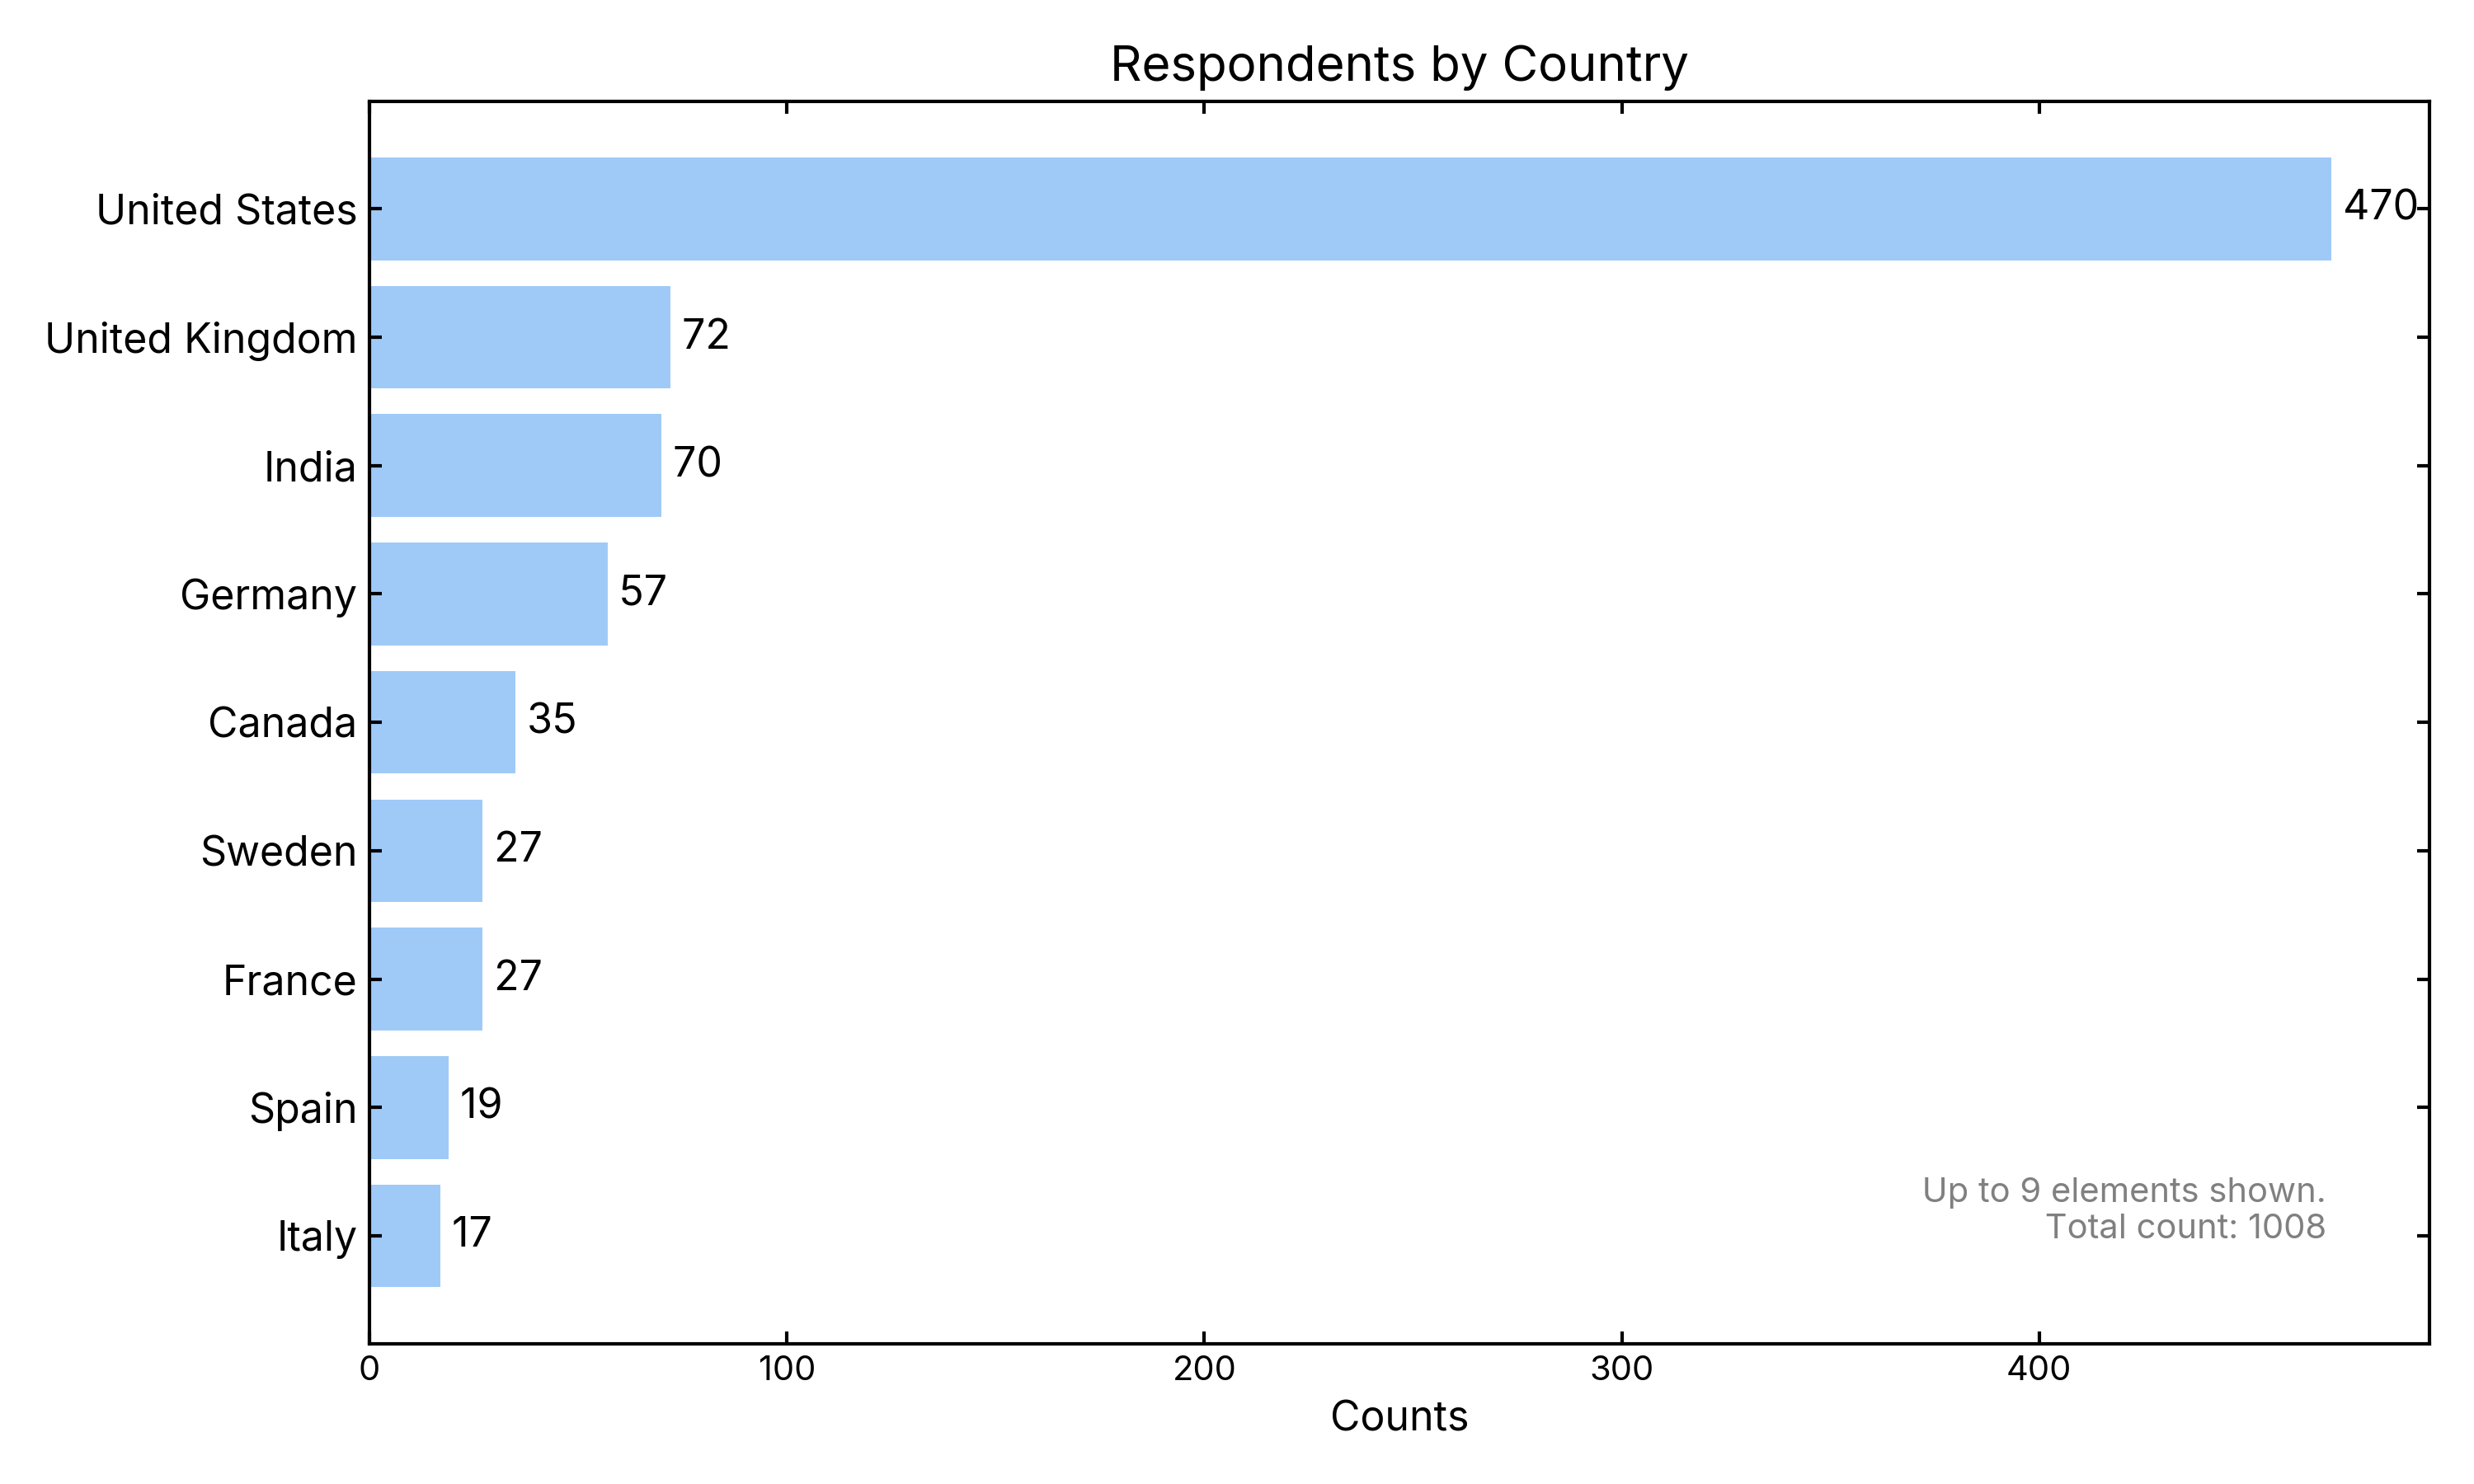 Respondents by Country
United States 470
United Kingdom 72
India 70
Germany 57
Canada 35
Sweden 27
France 27
Spain 19
Italy 17
Up to 9 elements shown.
Total count: 1008
0 100 200 300 400
Counts